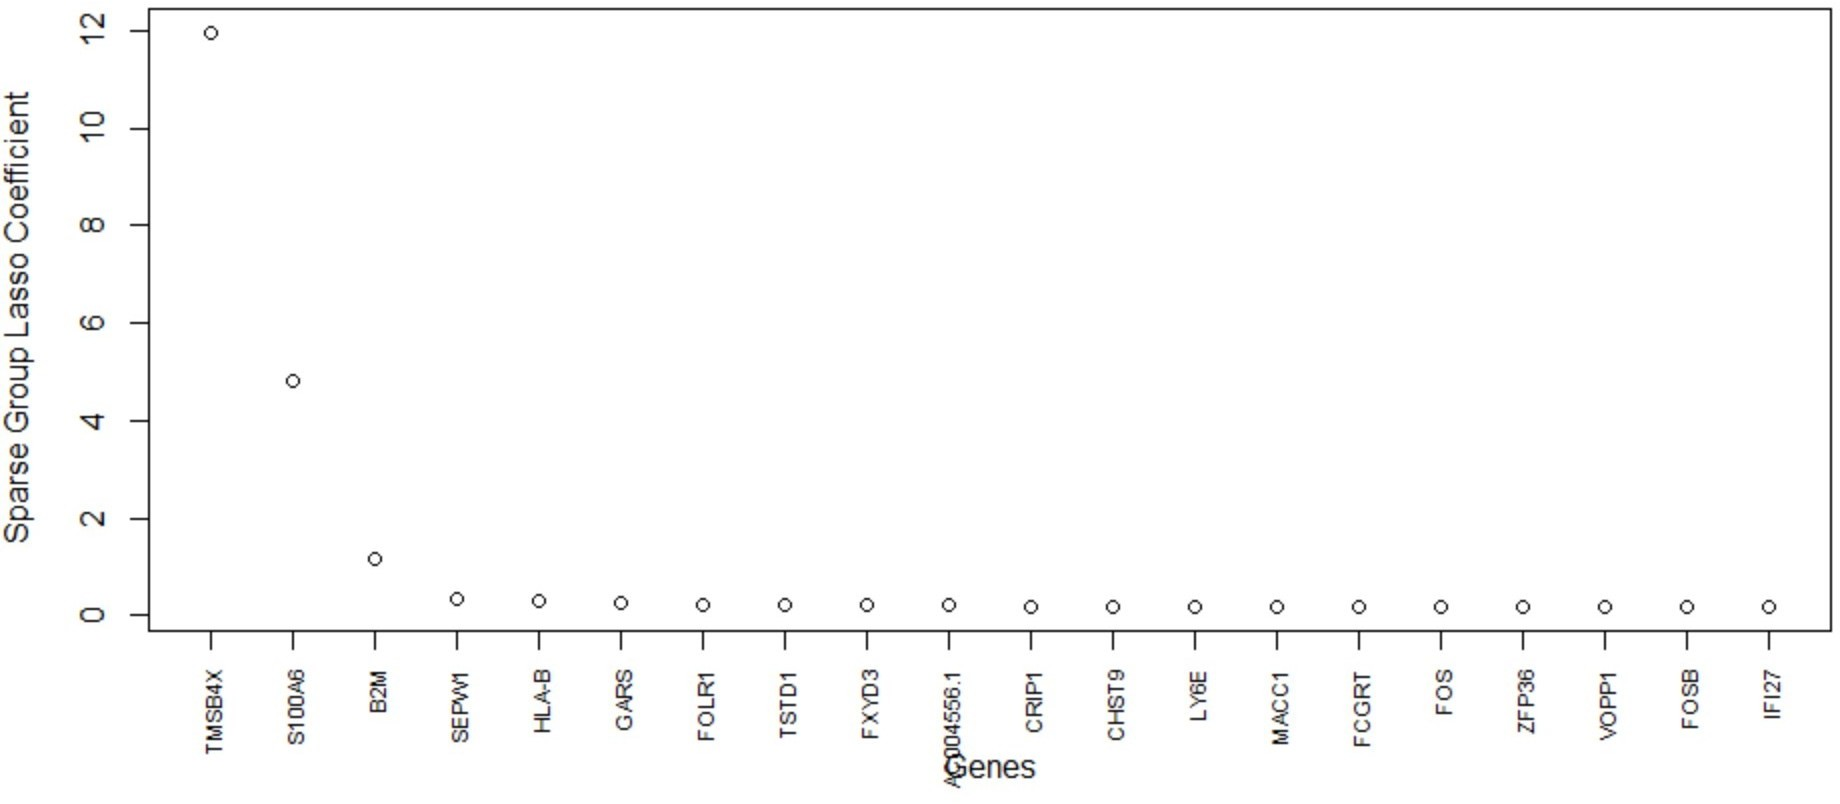 Sparse Group Lasso Coefficient
12
10
8
6
4
2
0
TMSB4X
S100A6
B2M
SEPW1
HLA-B
GARS
FOLR1
TSTD1
FXYD3
CRIP1
CHST9
LY6E
MACC1
FCGRT
FOS
ZFP36
VOPP1
FOSB
IFI27
Genes